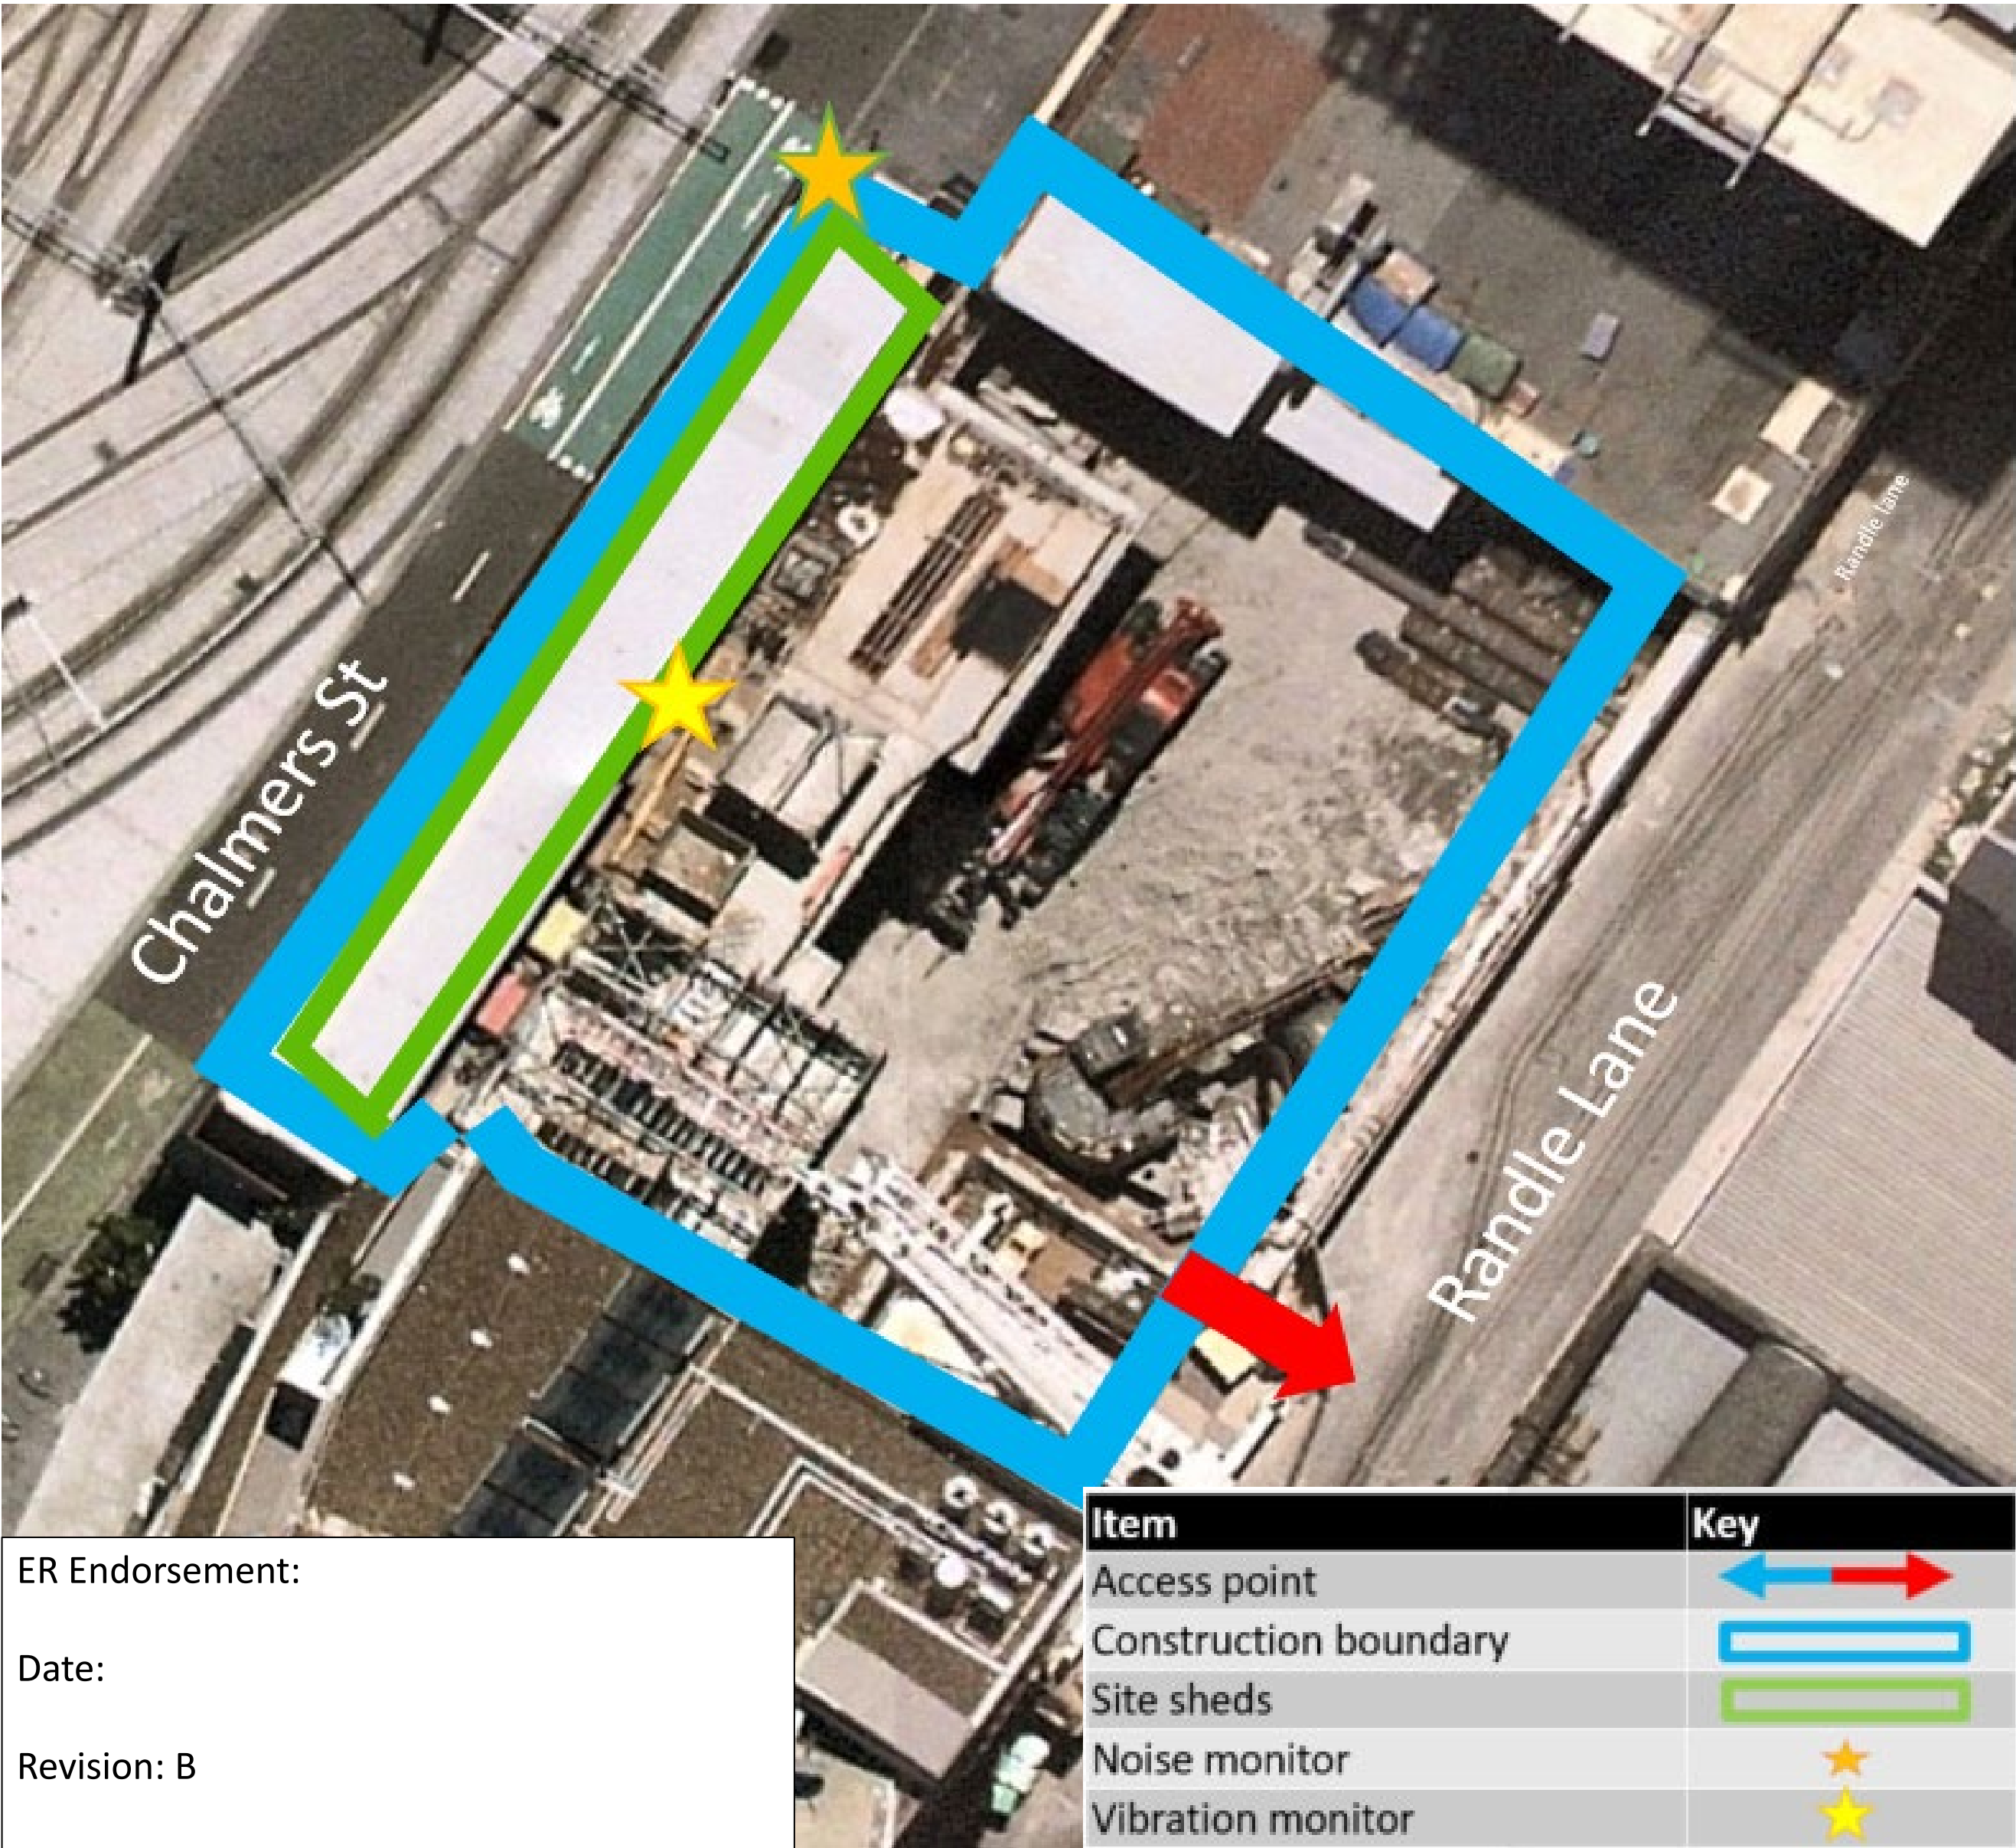 Randle lane
Chalmers St
Randle Lane
ER Endorsement:
Date:
Revision: B
Item Key
Access point
Construction boundary
Site sheds
Noise monitor
Vibration monitor